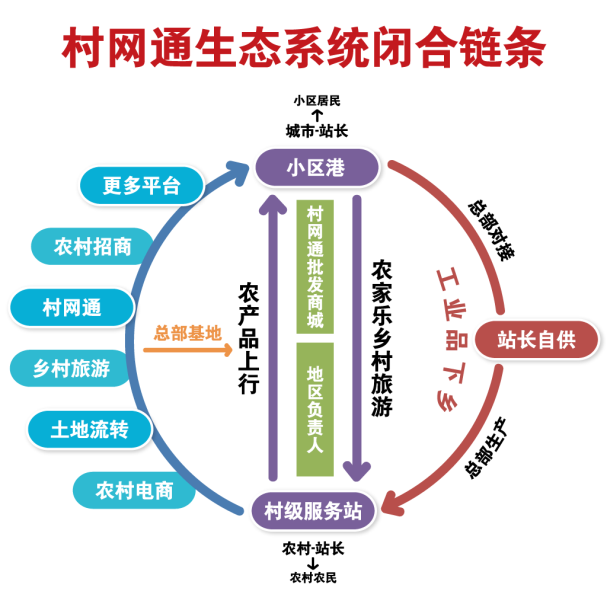 村网通生态系统闭合链条
小区居民
城市-站长
小区港
更多平台
农村招商
村网通
乡村旅游
土地流转
农村电商
总部基地
农产品上行
村网通批发商城
地区负责人
农家乐乡村旅游
总部对接
工业品下乡
站长自供
总部生产
村级服务站
农村-站长
农村农民